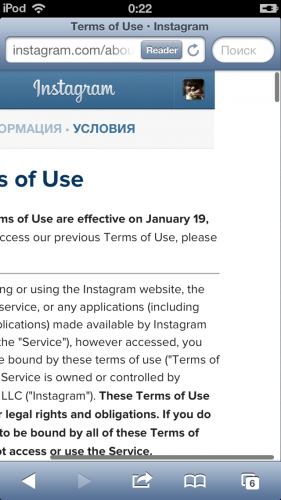 iPod 0:22
Terms of Use - Instagram
instagram.com/abou Reader Поиск
Instagram
ОРМАЦИЯ • УСЛОВИЯ
s of Use
ms of Use are effective on January 19,
ccess our previous Terms of Use, please
ing or using the Instagram website, the
service, or any applications (including
plications) made available by Instagram
the "Service"), however accessed, you
e bound by these terms of use ("Terms of
Service is owned or controlled by
LLC ("Instagram"). These Terms of Use
r legal rights and obligations. If you do
to be bound by all of these Terms of
ot access or use the Service.
6